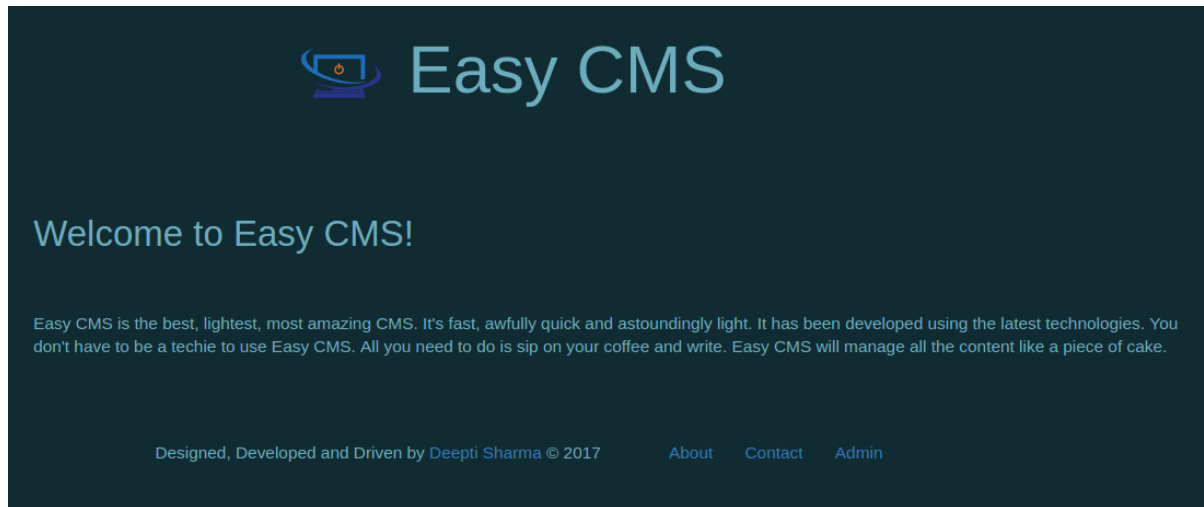 Easy CMS
Welcome to Easy CMS!
Easy CMS is the best, lightest, most amazing CMS. It's fast, awfully quick and astoundingly light. It has been developed using the latest technologies. You
don't have to be a techie to use Easy CMS. All you need to do is sip on your coffee and write. Easy CMS will manage all the content like a piece of cake.
Designed, Developed and Driven by Deepti Sharma © 2017 About Contact Admin